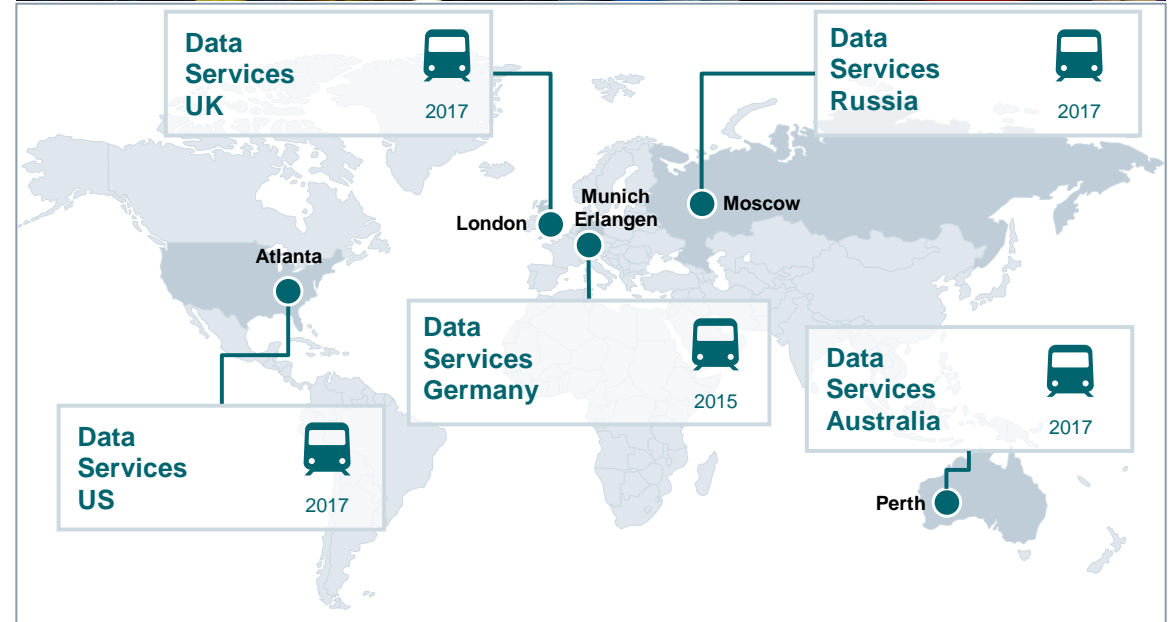 Data
Services
UK
2017
Data
Services
Russia
2017
Munich
Erlangen
London
Moscow
Atlanta
Data
Services
Germany
2015
Data
Services
Australia
2017
Data
Services
US
2017
Perth